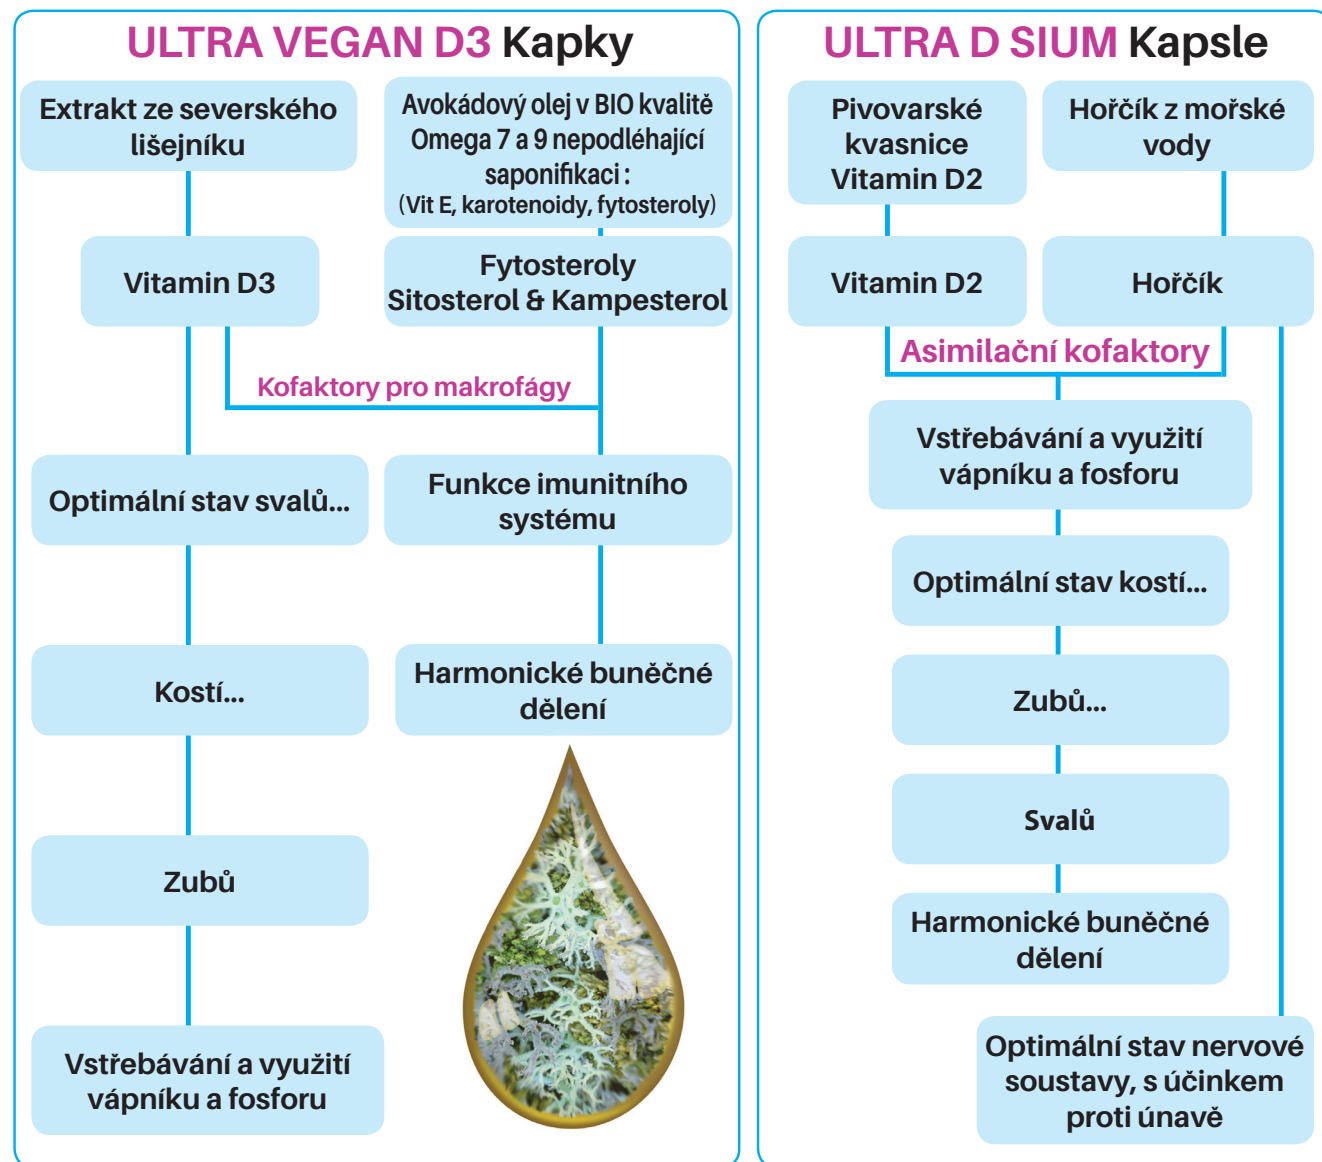 ULTRA VEGAN D3 Kapky
Extrakt ze severského
lišejníku
Avokádový olej v BIO kvalitě
Omega 7 a 9 nepodléhající
saponifikaci :
(Vit E, karotenoidy, fytosteroly)
Vitamin D3
Fytosteroly
Sitosterol & Kampesterol
Kofaktory pro makrofágy
Optimální stav svalů...
Funkce imunitního
systému
Kostí...
Harmonické buněčné
dělení
Zubů
Vstřebávání a využití
vápníku a fosforu
ULTRA D SIUM Kapsle
Pivovarské
kvasnice
Vitamin D2
Hořčík z mořské
vody
Vitamin D2
Hořčík
Asimilační kofaktory
Vstřebávání a využití
vápníku a fosforu
Optimální stav kostí...
Zubů...
Svalů
Harmonické buněčné
dělení
Optimální stav nervové
soustavy, s účinkem
proti únavě